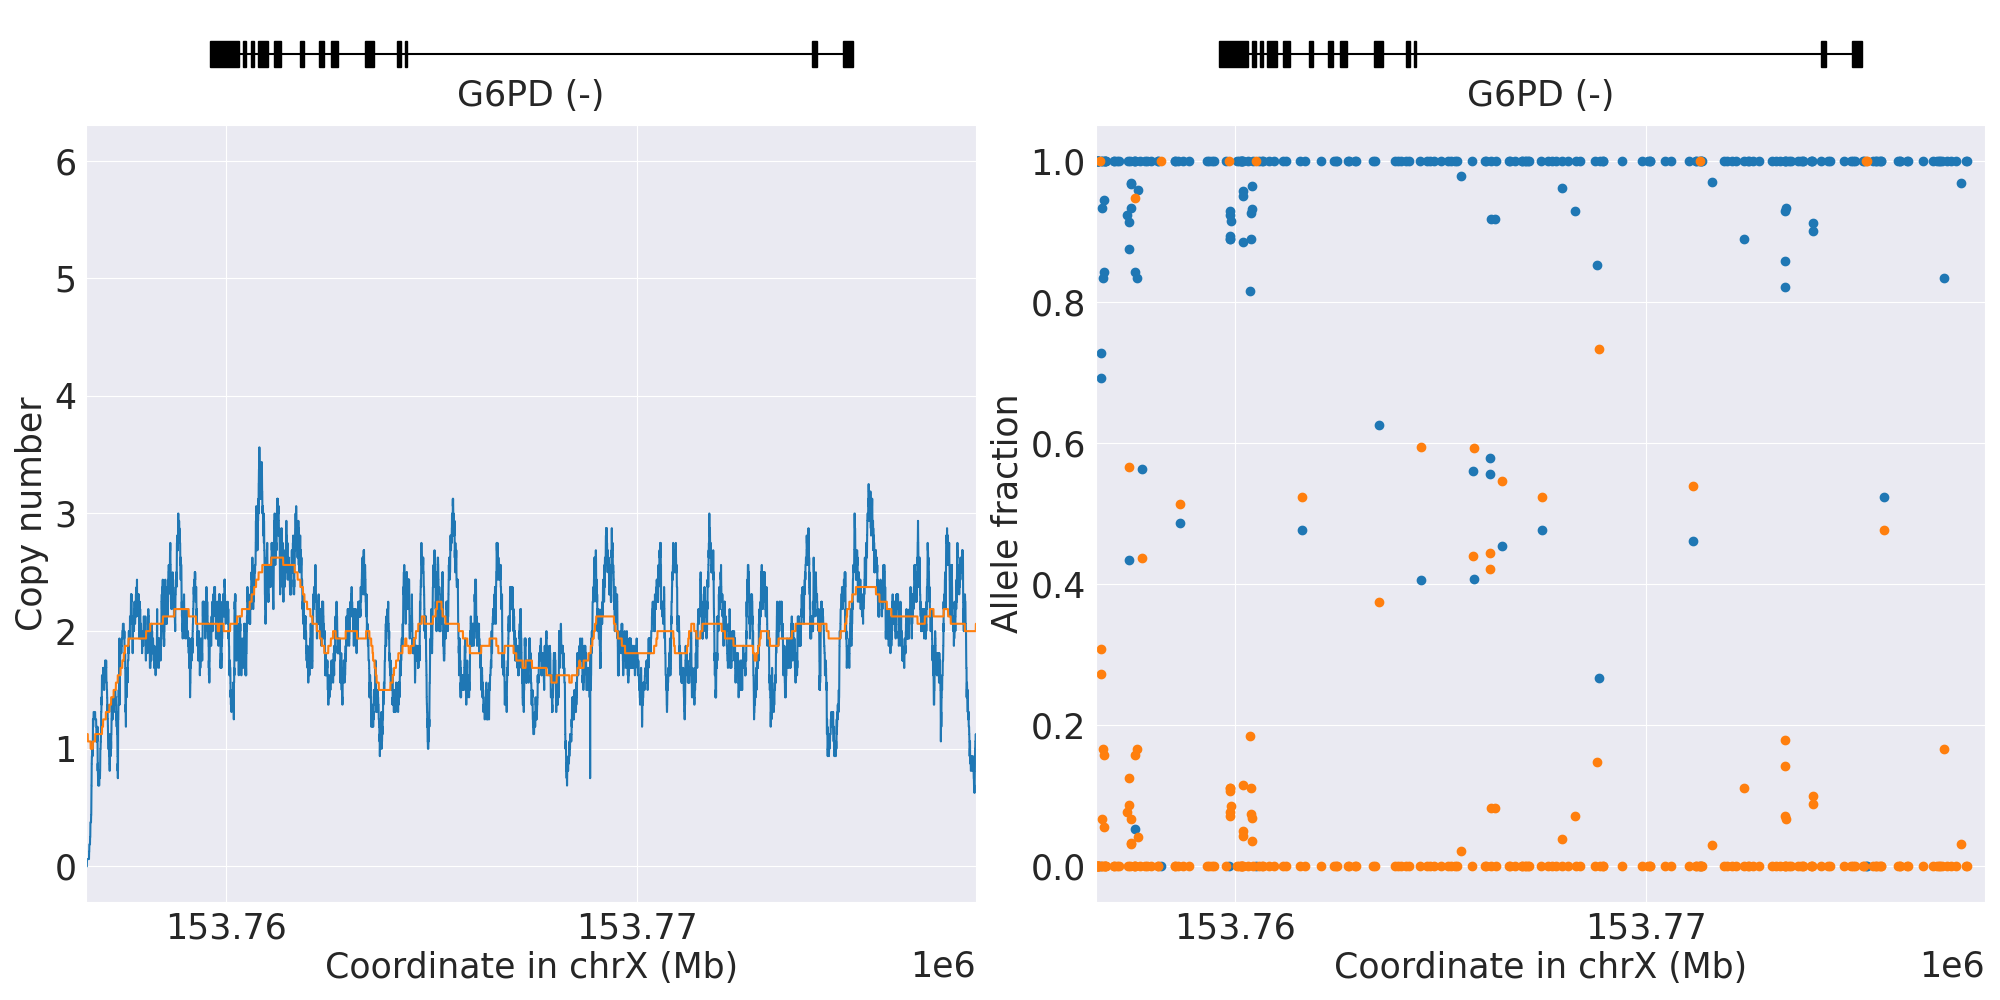 G6PD (-)
6
5
4
3
2
1
0
Copy number
153.76
153.77
Coordinate in chrX (Mb)
1e6
G6PD (-)
1.0
0.8
0.6
0.4
0.2
0.0
Allele fraction
153.76
153.77
Coordinate in chrX (Mb)
1e6